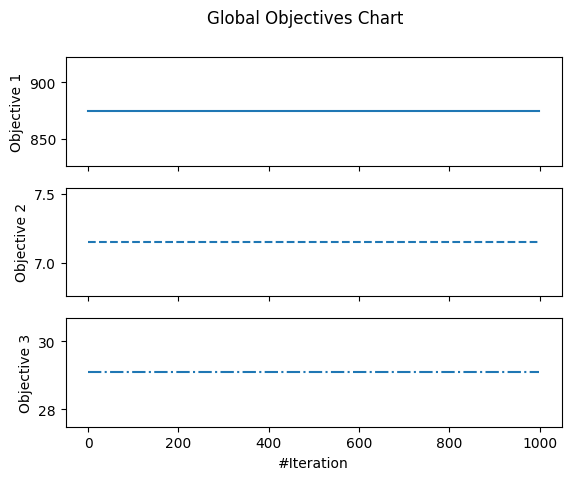 Global Objectives Chart
Objective 1
900
850
Objective 2
7.5
7.0
Objective 3
30
28
0 200 400 600 800 1000
#Iteration